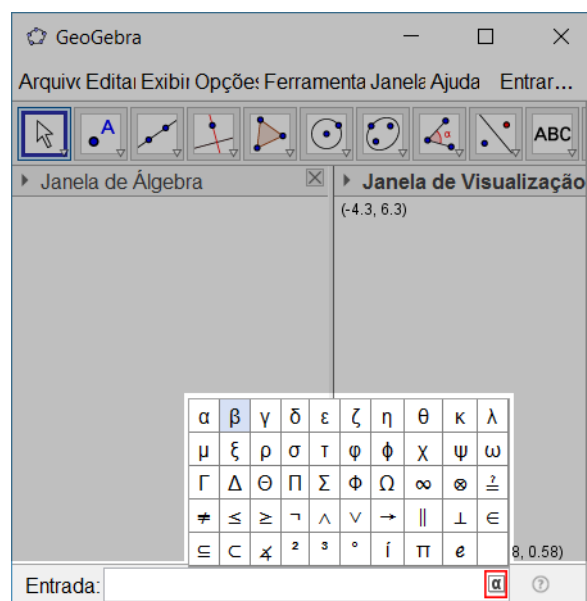 GeoGebra
Arquivo Editar Exibir Opções Ferramenta Janela Ajuda Entrar...
A α ABC
Janela de Álgebra
Janela de Visualização
(-4.3, 6.3)
α β γ δ ε ζ η θ κ λ
μ ξ ρ σ τ φ ϕ χ ψ ω
Γ Δ Θ Π Σ Φ Ω ∞ ⊗ ≟
≠ ≤ ≥ ¬ ∧ ∨ → ∥ ⊥ ∈
⊆ ⊂ ∡ ² ³ ° í π ℯ
8, 0.58)
Entrada: α ?